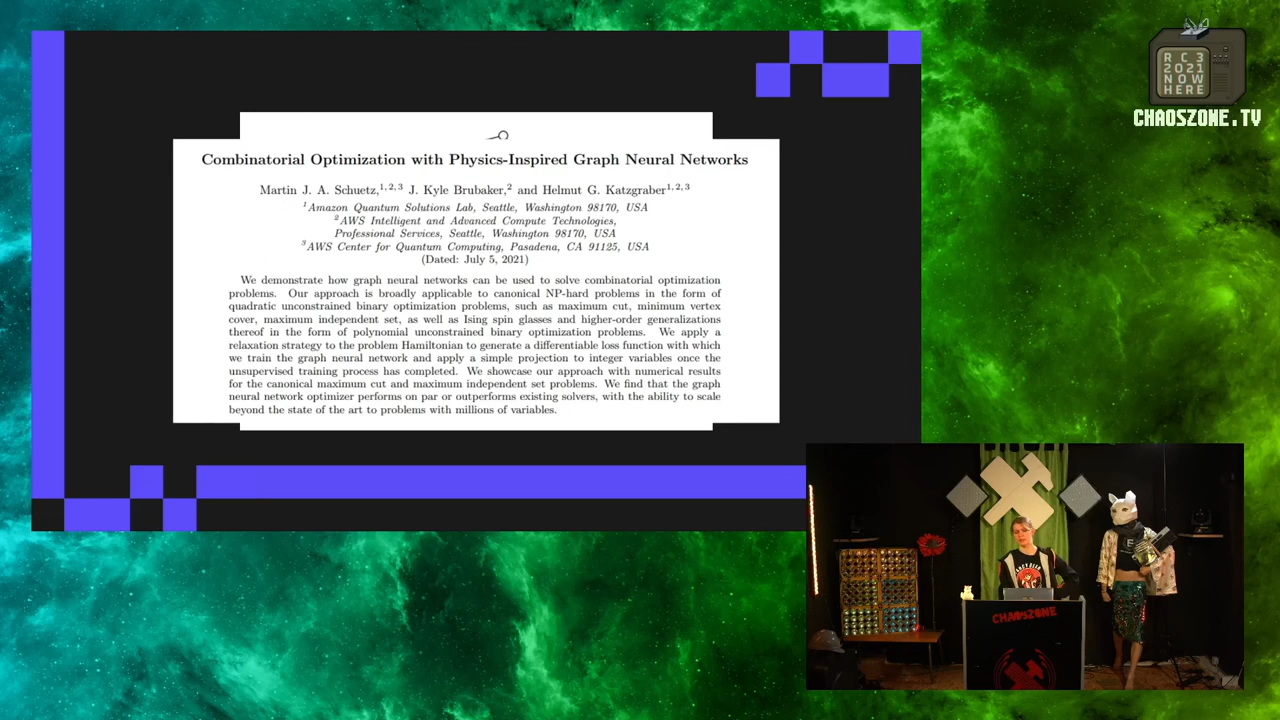 R C 3
2 0 2 1
N O W
H E R E
CHAOSZONE.TV
Combinatorial Optimization with Physics-Inspired Graph Neural Networks
Martin J. A. Schuetz,1, 2, 3 J. Kyle Brubaker,2 and Helmut G. Katzgraber1, 2, 3
1Amazon Quantum Solutions Lab, Seattle, Washington 98170, USA
2AWS Intelligent and Advanced Compute Technologies,
Professional Services, Seattle, Washington 98170, USA
3AWS Center for Quantum Computing, Pasadena, CA 91125, USA
(Dated: July 5, 2021)
We demonstrate how graph neural networks can be used to solve combinatorial optimization
problems. Our approach is broadly applicable to canonical NP-hard problems in the form of
quadratic unconstrained binary optimization problems, such as maximum cut, minimum vertex
cover, maximum independent set, as well as Ising spin glasses and higher-order generalizations
thereof in the form of polynomial unconstrained binary optimization problems. We apply a
relaxation strategy to the problem Hamiltonian to generate a differentiable loss function with which
we train the graph neural network and apply a simple projection to integer variables once the
unsupervised training process has completed. We showcase our approach with numerical results
for the canonical maximum cut and maximum independent set problems. We find that the graph
neural network optimizer performs on par or outperforms existing solvers, with the ability to scale
beyond the state of the art to problems with millions of variables.
CHAOSZONE